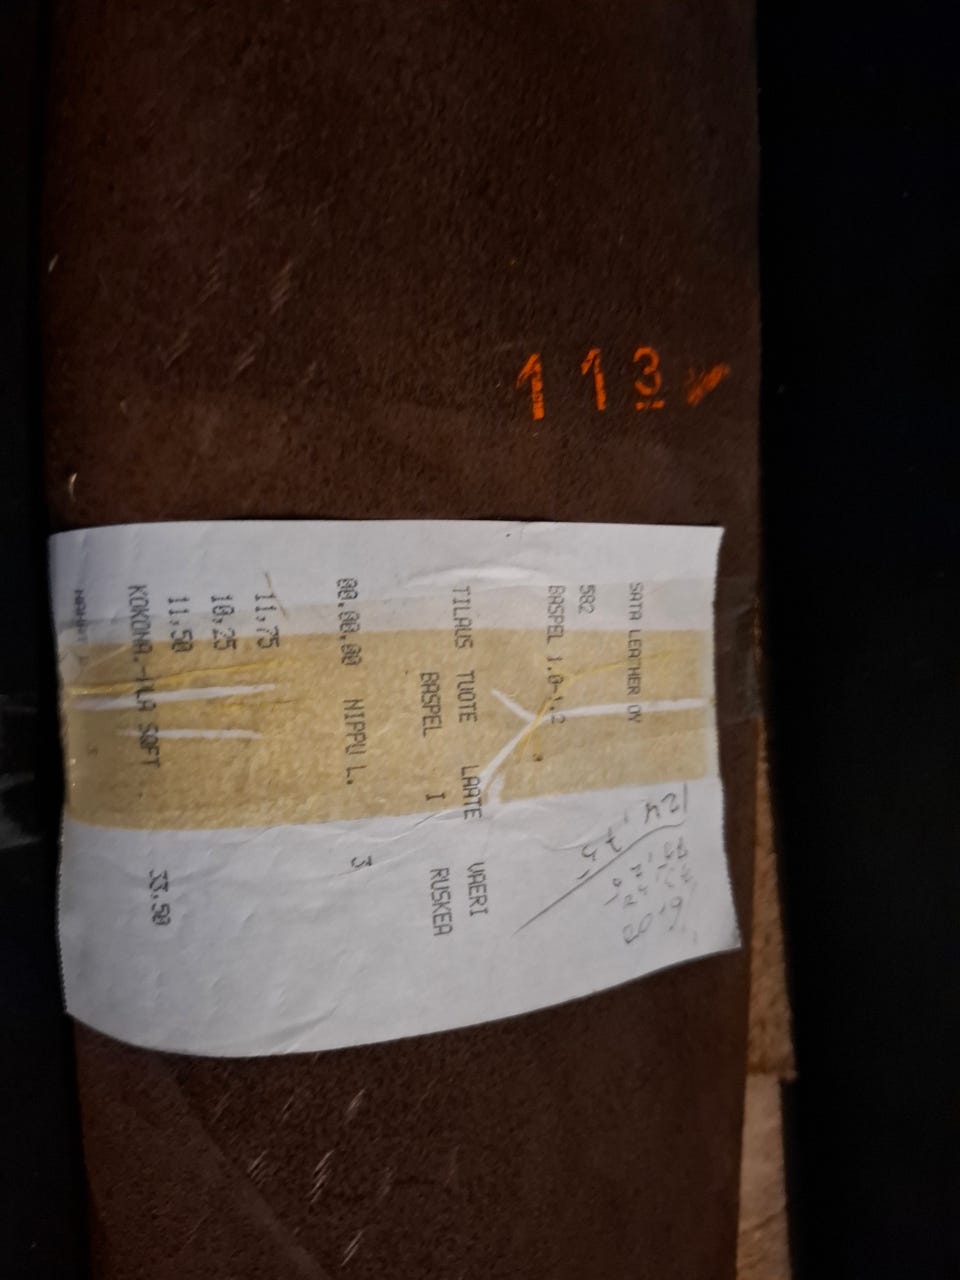 SATA LEATHER OY
582
BASPEL 1.0-1.2
TILAUS TUOTE LAATE VAERI
BASPEL I RUSKEA
00.00.00 NIPPU L. 3
11,75
10,25
11,50
KOKONA.-ALA SQFT 33,50
113